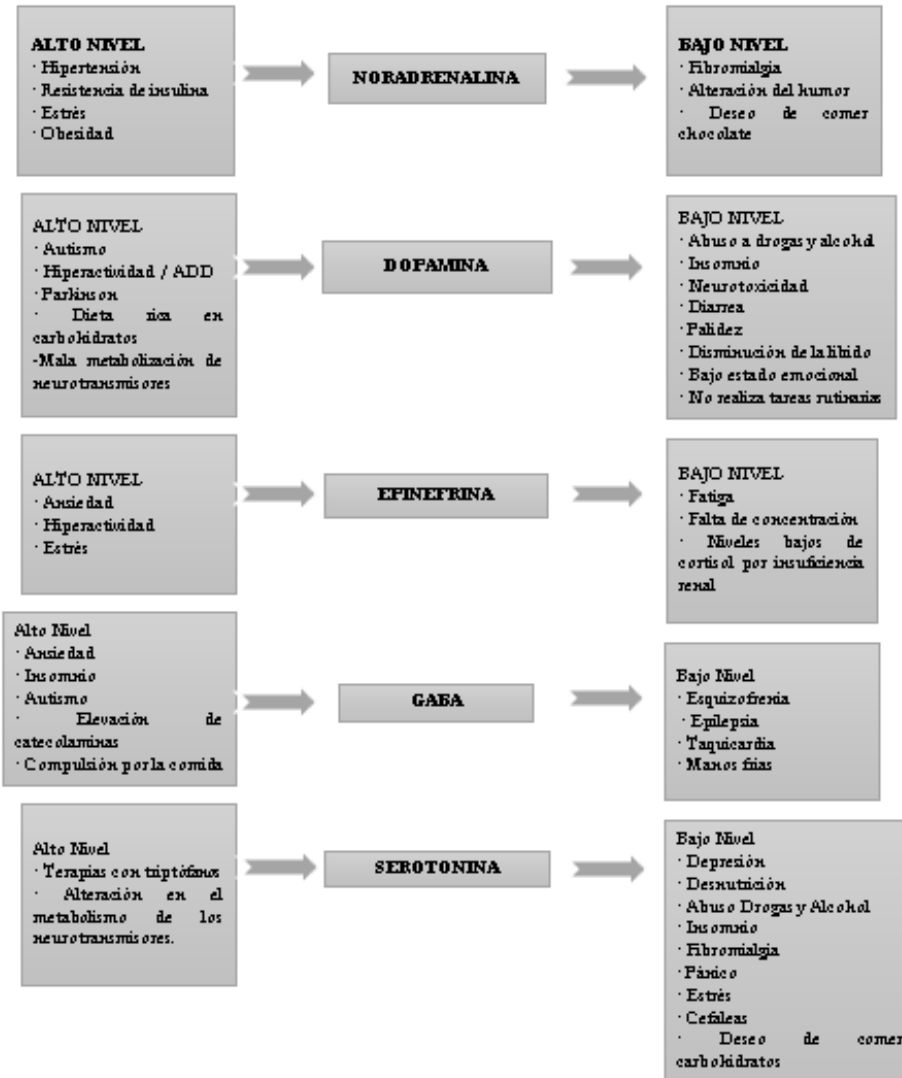 ALTO NIVEL
· Hipertensión
· Resistencia de insulina
· Estrés
· Obesidad
NORADRENALINA
BAJO NIVEL
· Fibromialgia
· Alteración del humor
· Deseo de comer
chocolate
ALTO NIVEL
· Autismo
· Hiperactividad / ADD
· Parkinson
· Dieta rica en
carbohidratos
-Mala metabolización de
neurotransmisores
DOPAMINA
BAJO NIVEL
· Abuso a drogas y alcohol
· Insomnio
· Neurotoxicidad
· Diarrea
· Palidez
· Disminución de la libido
· Bajo estado emocional
· No realiza tareas rutinarias
ALTO NIVEL
· Ansiedad
· Hiperactividad
· Estrés
EPINEFRINA
BAJO NIVEL
· Fatiga
· Falta de concentración
· Niveles bajos de
cortisol por insuficiencia
renal
Alto Nivel
· Ansiedad
· Insomnio
· Autismo
· Elevación de
catecolaminas
· Compulsión por la comida
GABA
Bajo Nivel
· Esquizofrenia
· Epilepsia
· Taquicardia
· Manos frias
Alto Nivel
· Terapias con triptófanos
· Alteración en el
metabolismo de los
neurotransmisores.
SEROTONINA
Bajo Nivel
· Depresión
· Desnutrición
· Abuso Drogas y Alcohol
· Insomnio
· Fibromialgia
· Pánico
· Estrés
· Cefaleas
· Deseo de comer
carbohidratos